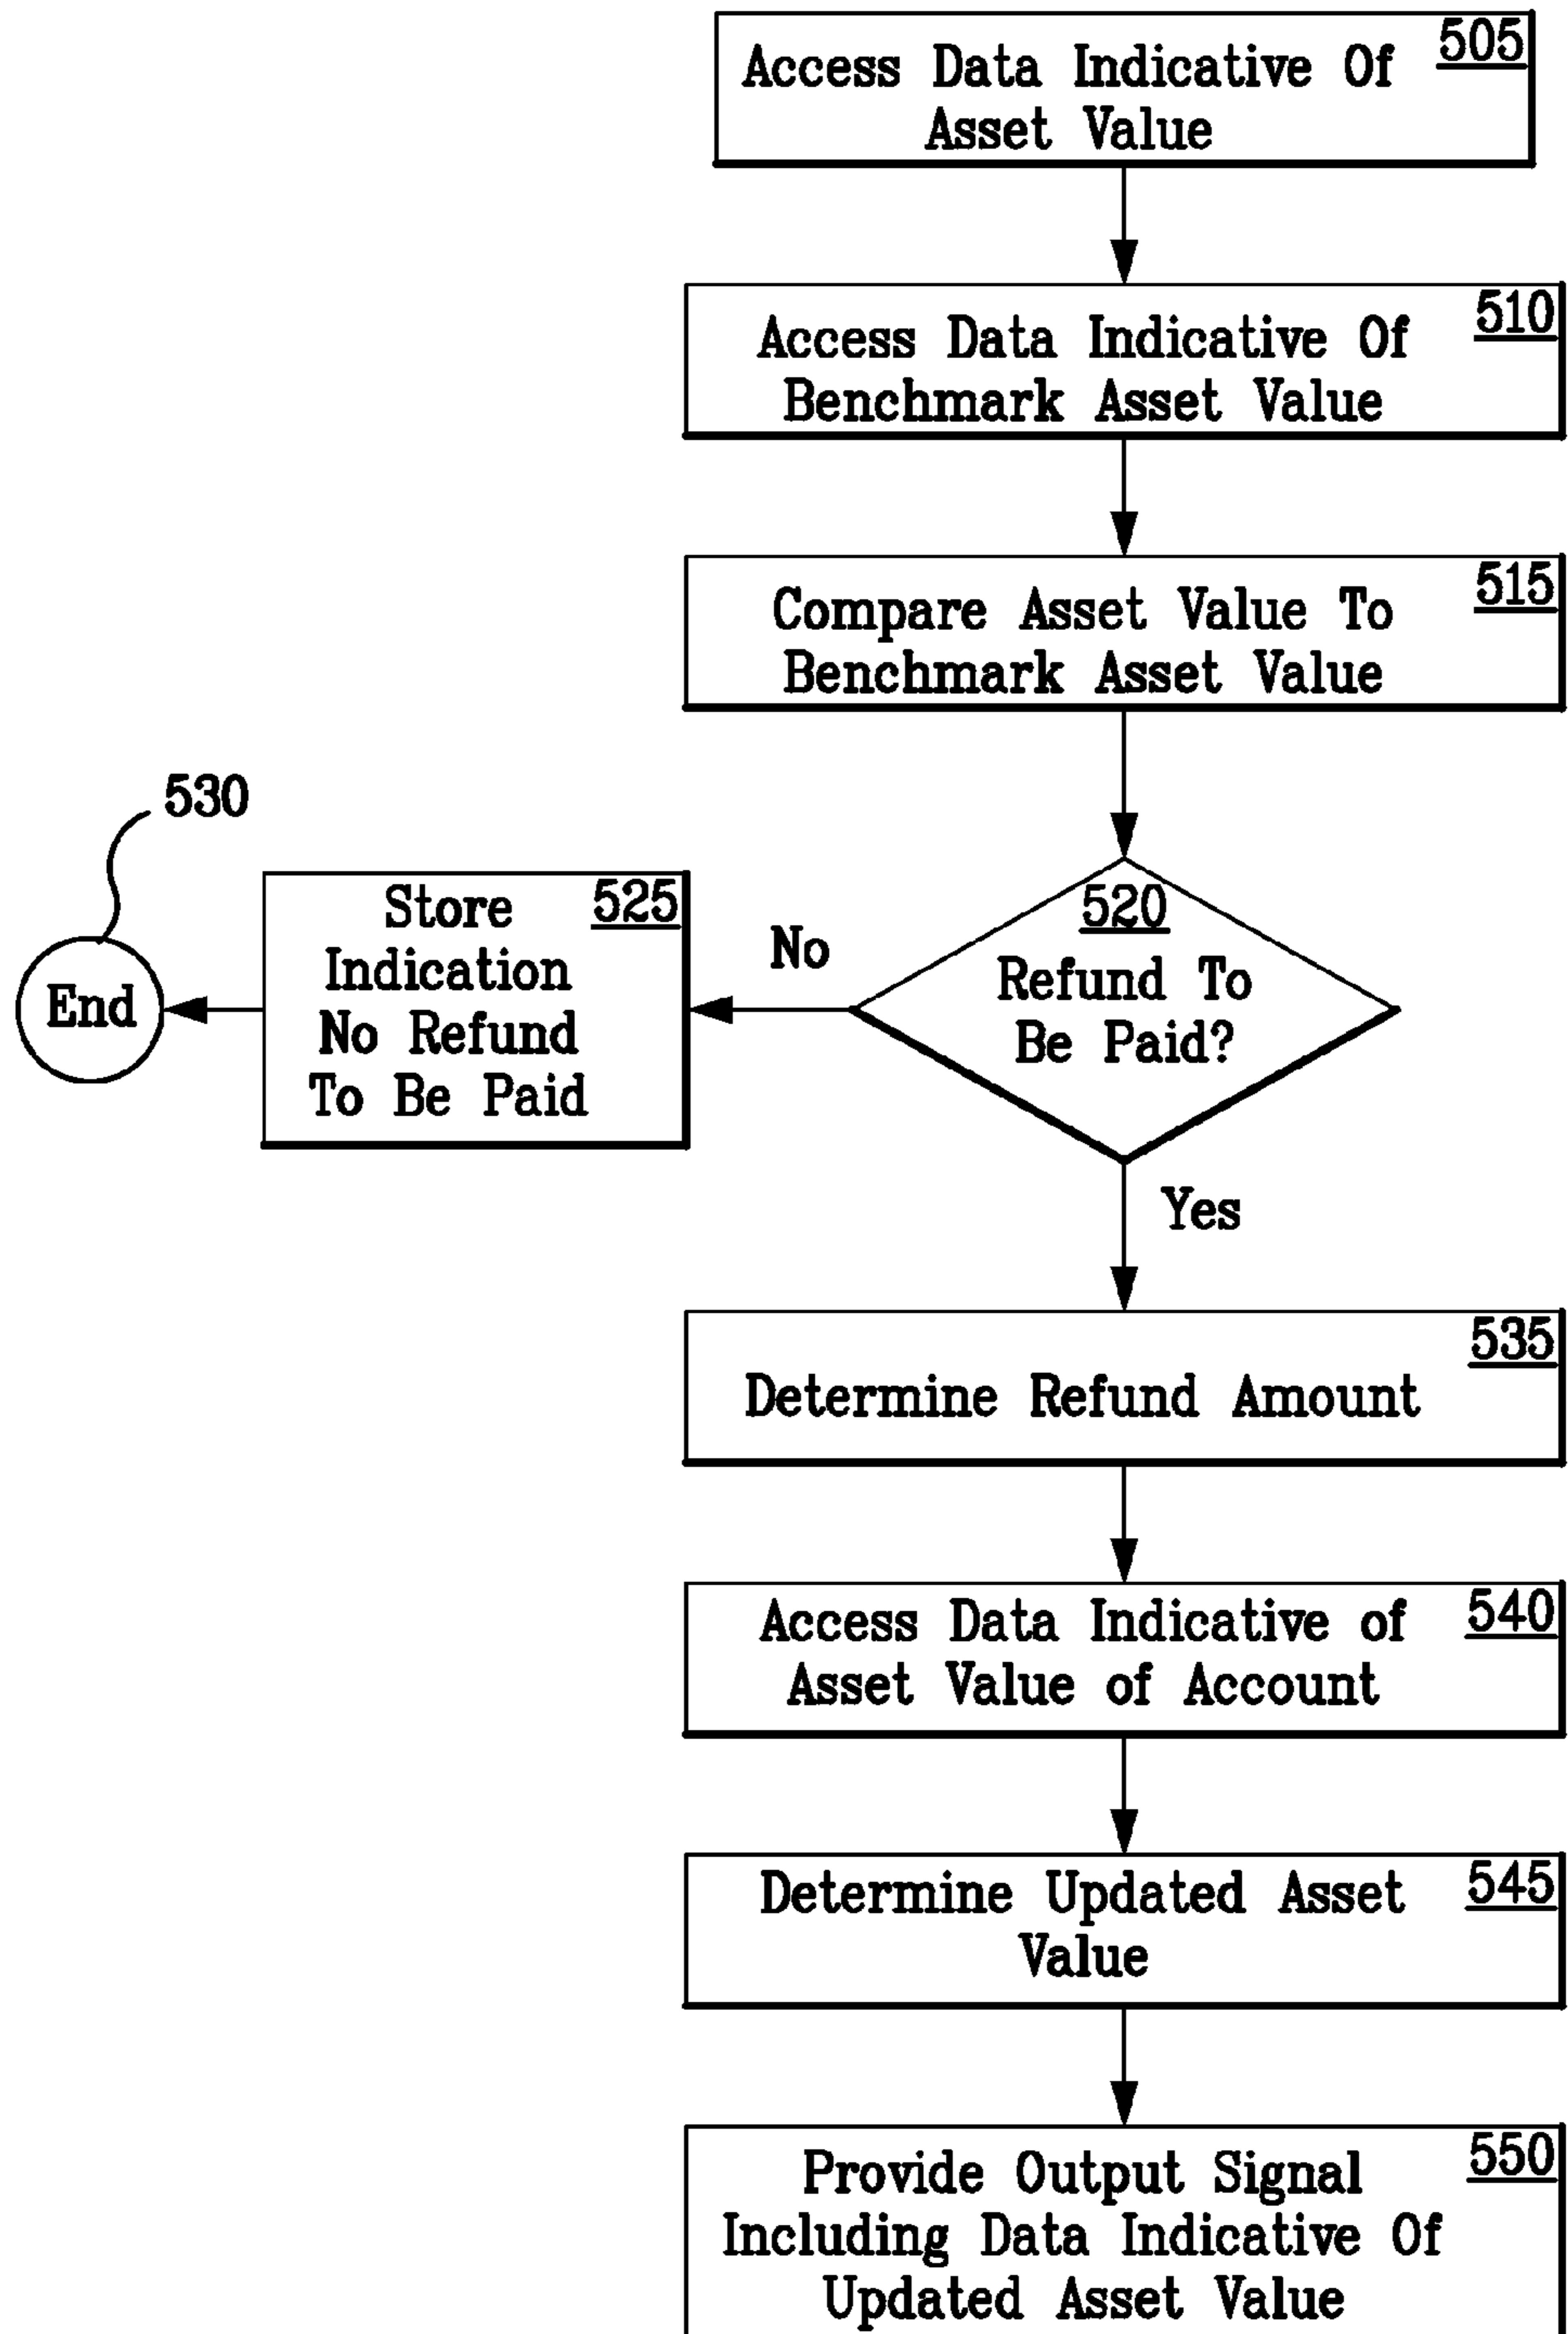 505
Access Data Indicative Of
Asset Value
510
Access Data Indicative Of
Benchmark Asset Value
515
Compare Asset Value To
Benchmark Asset Value
530
End
Store 525
Indication
No Refund
To Be Paid
No
520
Refund To
Be Paid?
Yes
535
Determine Refund Amount
540
Access Data Indicative of
Asset Value of Account
545
Determine Updated Asset
Value
550
Provide Output Signal
Including Data Indicative Of
Updated Asset Value